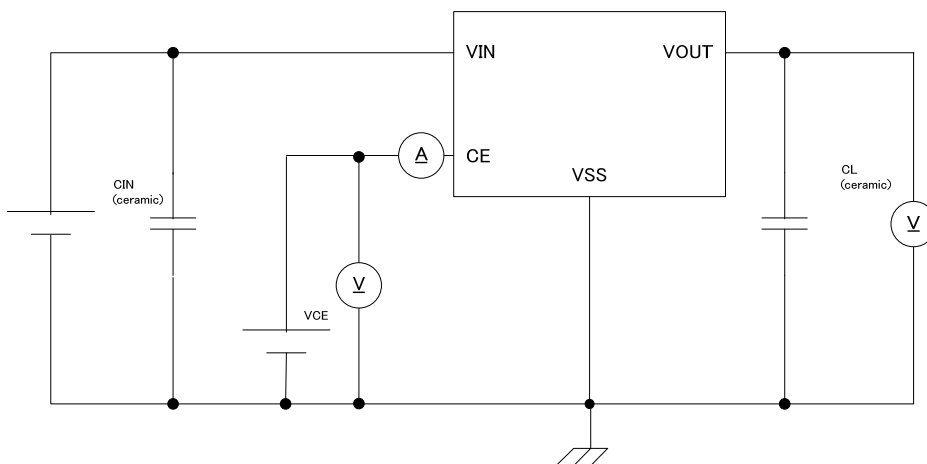 VIN
VOUT
A
CE
VSS
CIN
(ceramic)
CL
(ceramic)
V
V
VCE